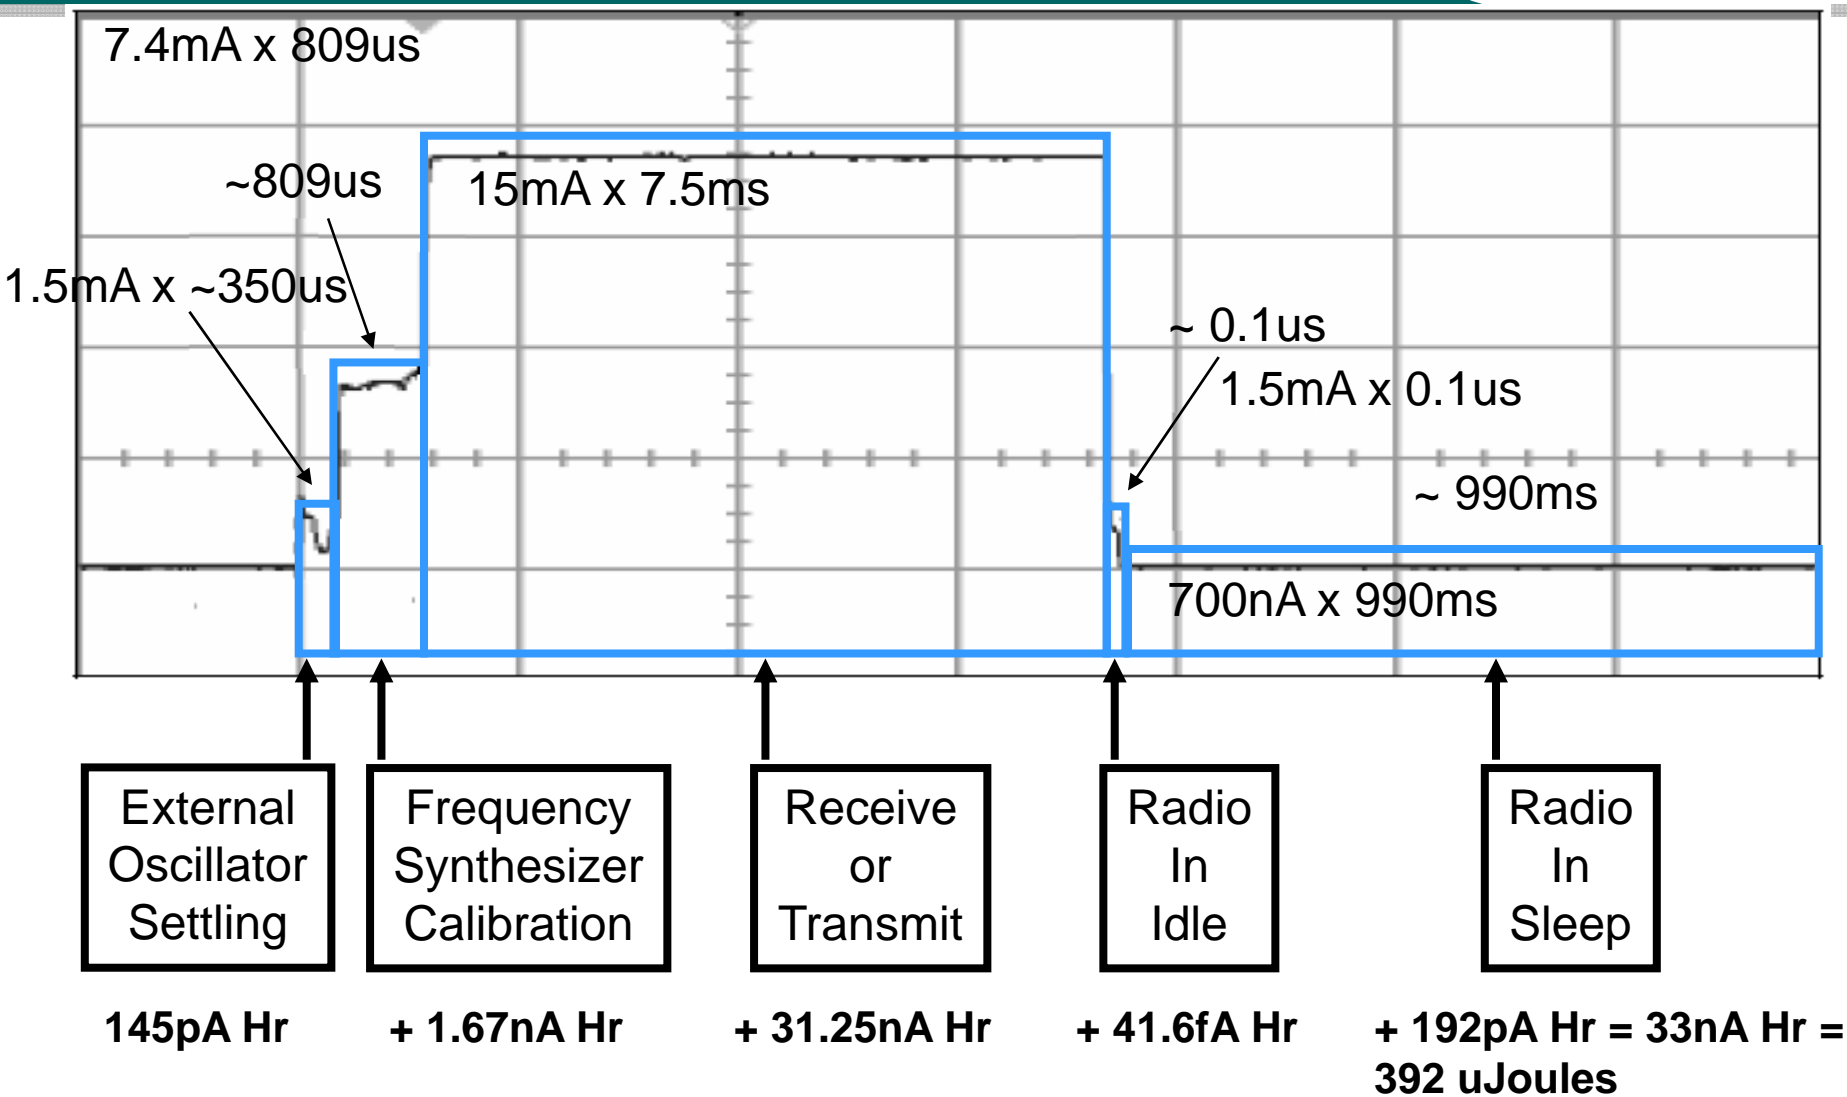 7.4mA x 809us
~809us
15mA x 7.5ms
1.5mA x ~350us
~ 0.1us
1.5mA x 0.1us
~ 990ms
700nA x 990ms
External
Oscillator
Settling
Frequency
Synthesizer
Calibration
Receive
or
Transmit
Radio
In
Idle
Radio
In
Sleep
145pA Hr
+ 1.67nA Hr
+ 31.25nA Hr
+ 41.6fA Hr
+ 192pA Hr = 33nA Hr =
392 uJoules